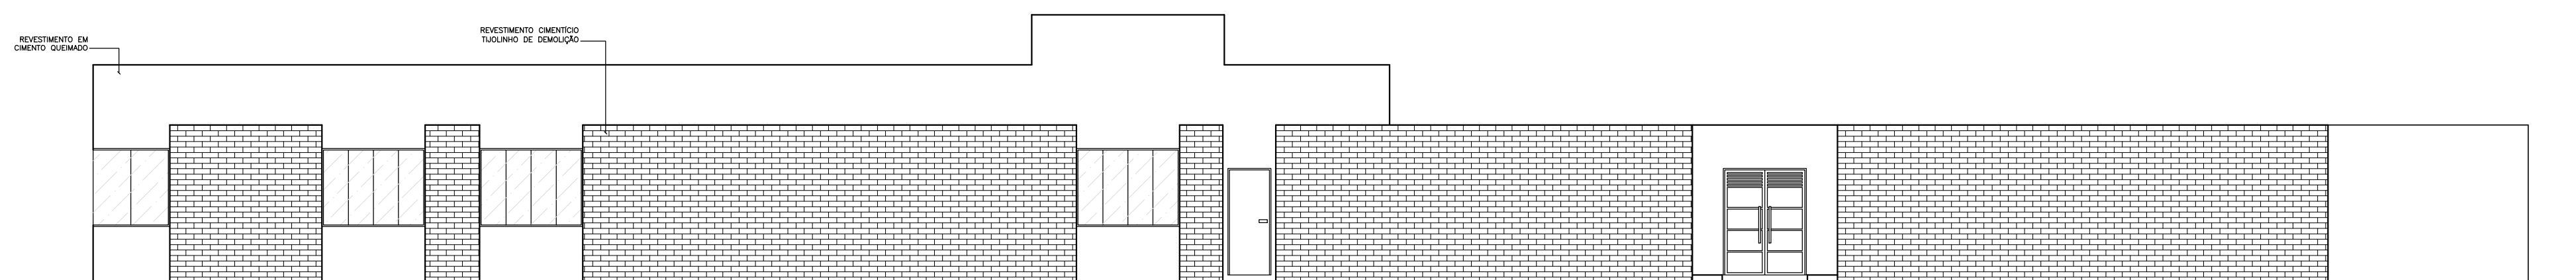 REVESTIMENTO EM
CIMENTO QUEIMADO
REVESTIMENTO CIMENTÍCIO
TIJOLINHO DE DEMOLIÇÃO